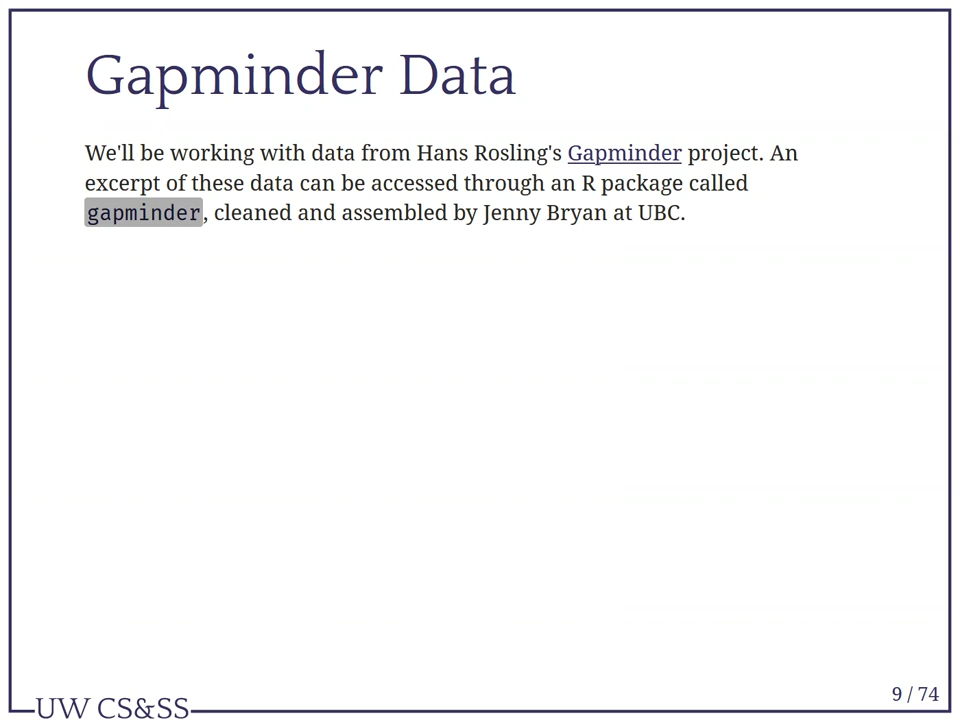 Gapminder Data
We'll be working with data from Hans Rosling's Gapminder project. An
excerpt of these data can be accessed through an R package called
gapminder, cleaned and assembled by Jenny Bryan at UBC.
9 / 74
UW CS&SS